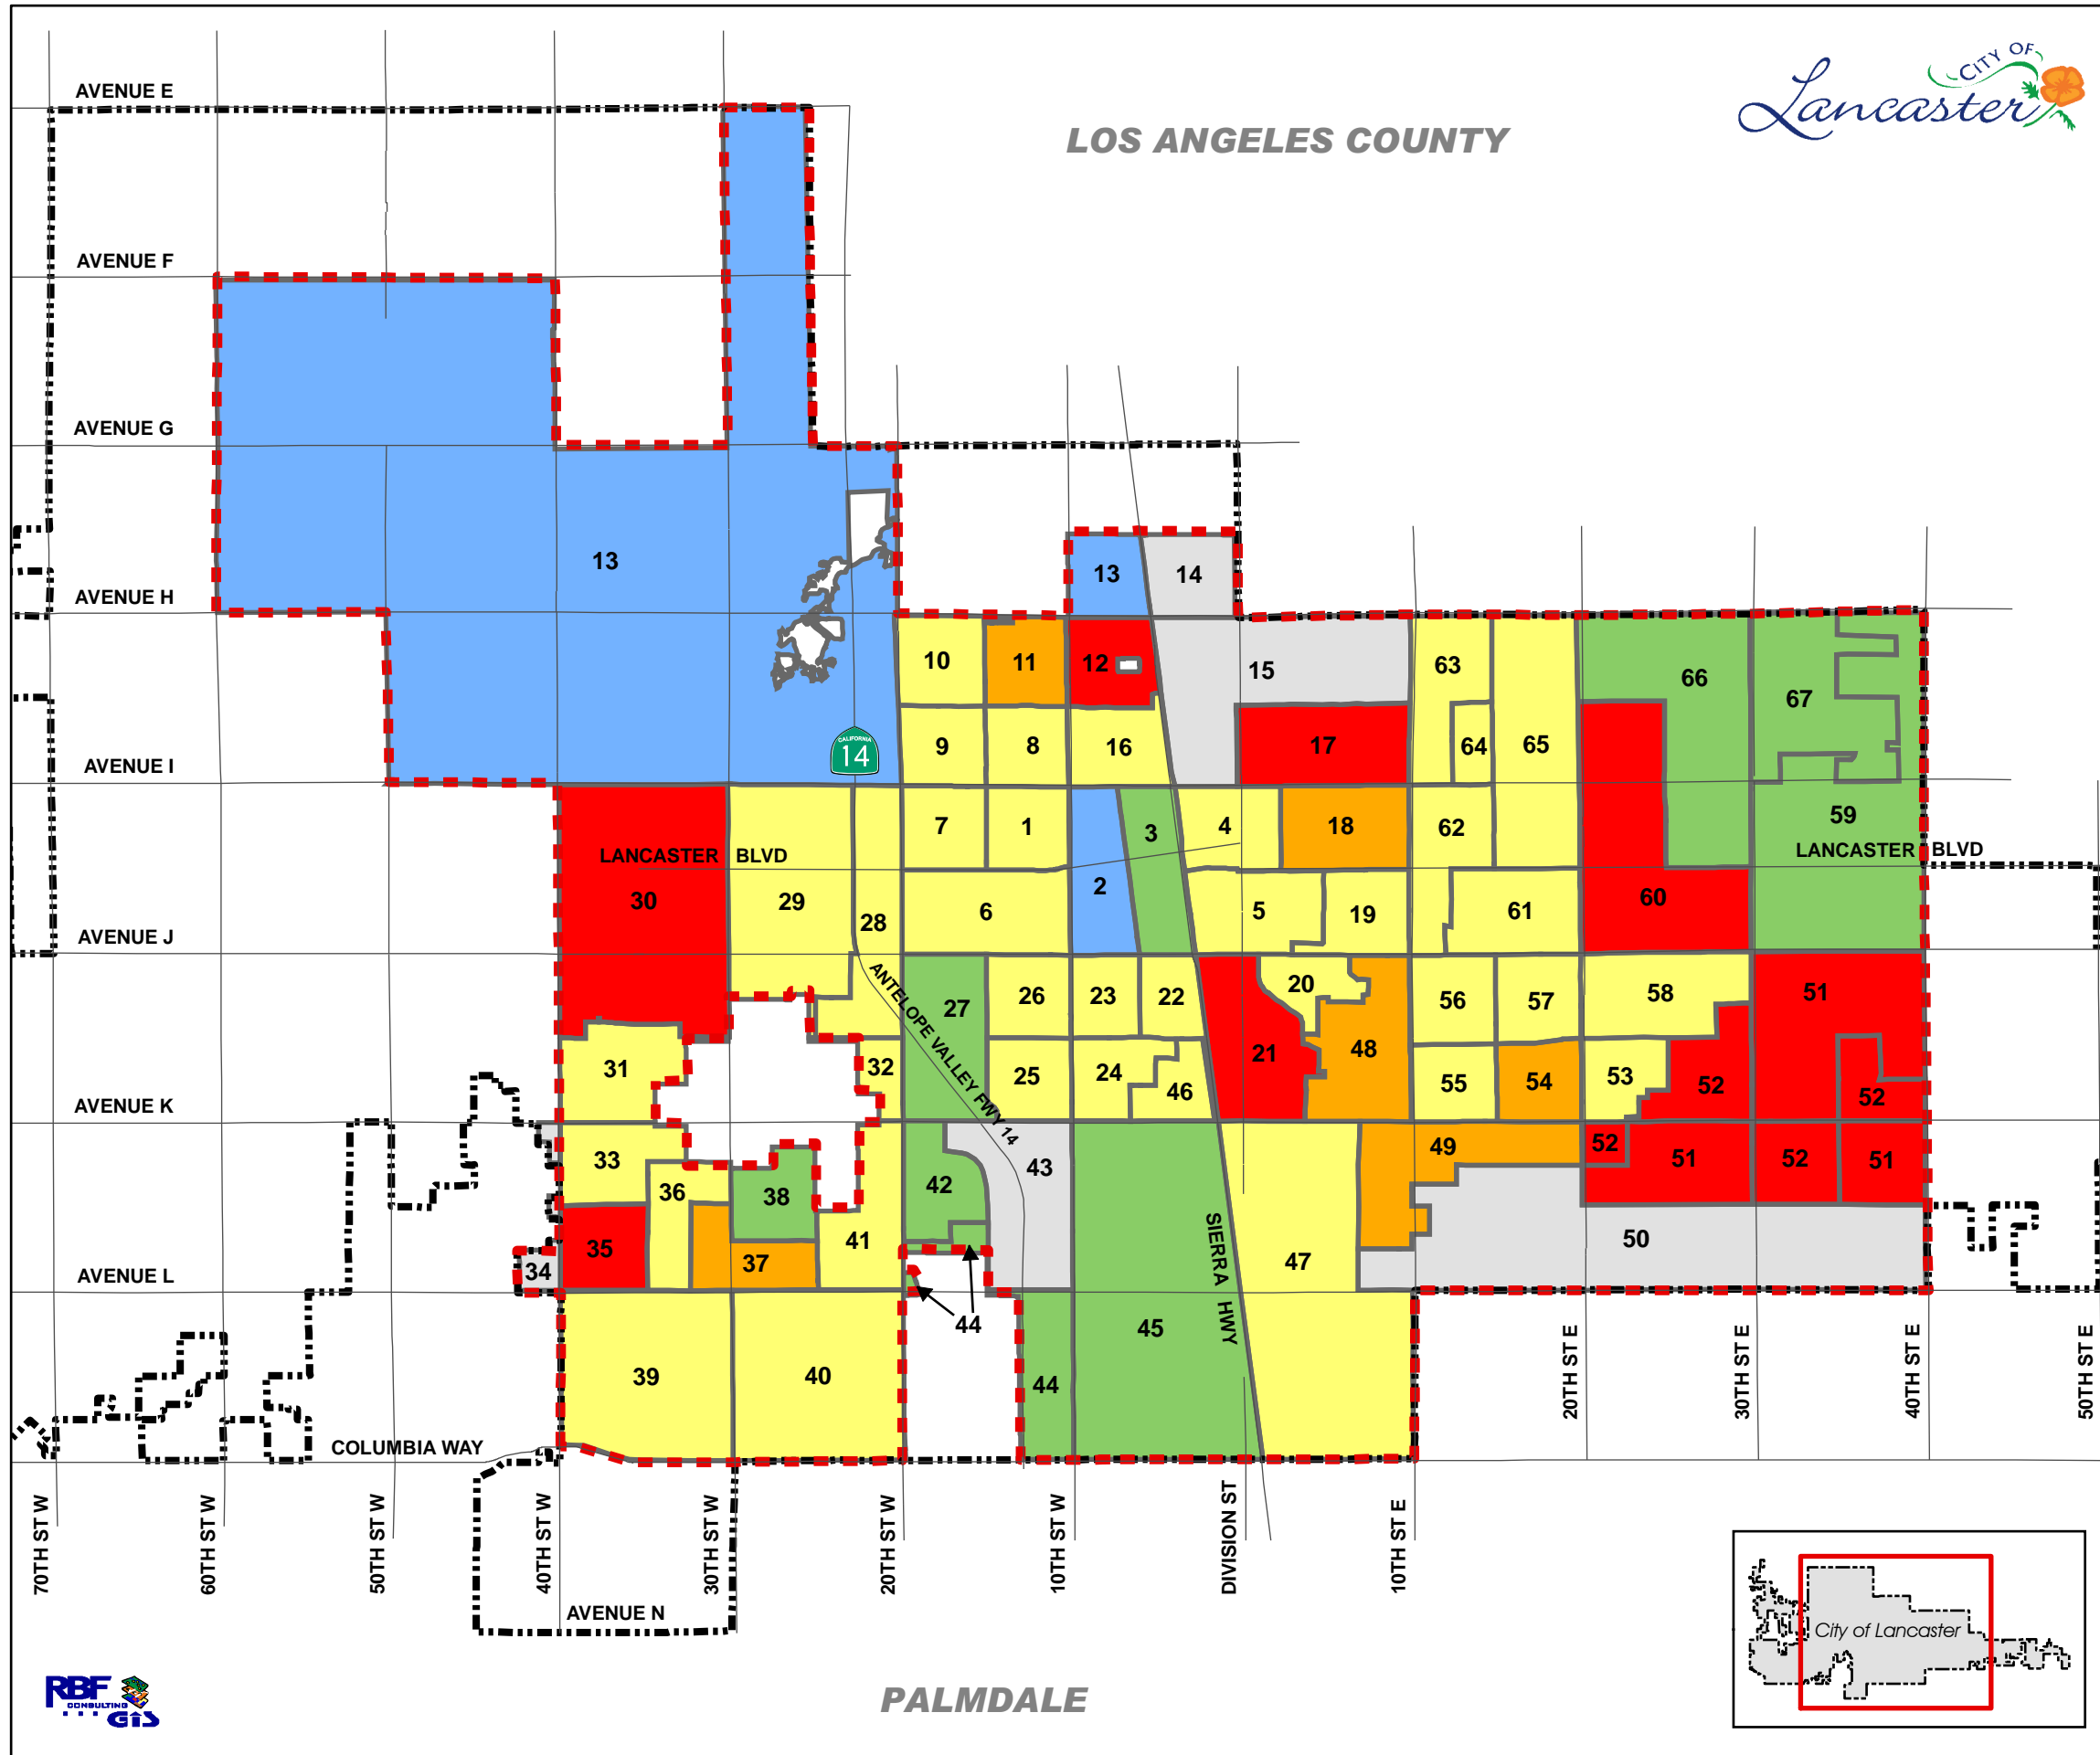 AVENUE E
CITY OF
Lancaster
LOS ANGELES COUNTY
AVENUE F
AVENUE G
13
13
14
AVENUE H
10
11
12
15
63
66
67
9
8
16
17
64
65
CALIFORNIA
14
AVENUE I
7
1
3
4
18
62
59
LANCASTER BLVD
LANCASTER BLVD
30
29
28
6
2
5
19
61
60
AVENUE J
27
26
23
22
20
56
57
58
51
ANTELOPE VALLEY FWY 14
31
32
25
24
46
21
48
55
54
53
52
52
AVENUE K
33
36
38
42
43
49
52
51
52
51
35
37
41
34
47
50
AVENUE L
SIERRA HWY
44
45
39
40
44
COLUMBIA WAY
20TH ST E
30TH ST E
40TH ST E
50TH ST E
70TH ST W
60TH ST W
50TH ST W
40TH ST W
30TH ST W
20TH ST W
10TH ST W
DIVISION ST
10TH ST E
AVENUE N
City of Lancaster
RBF
CONSULTING
GIS
PALMDALE